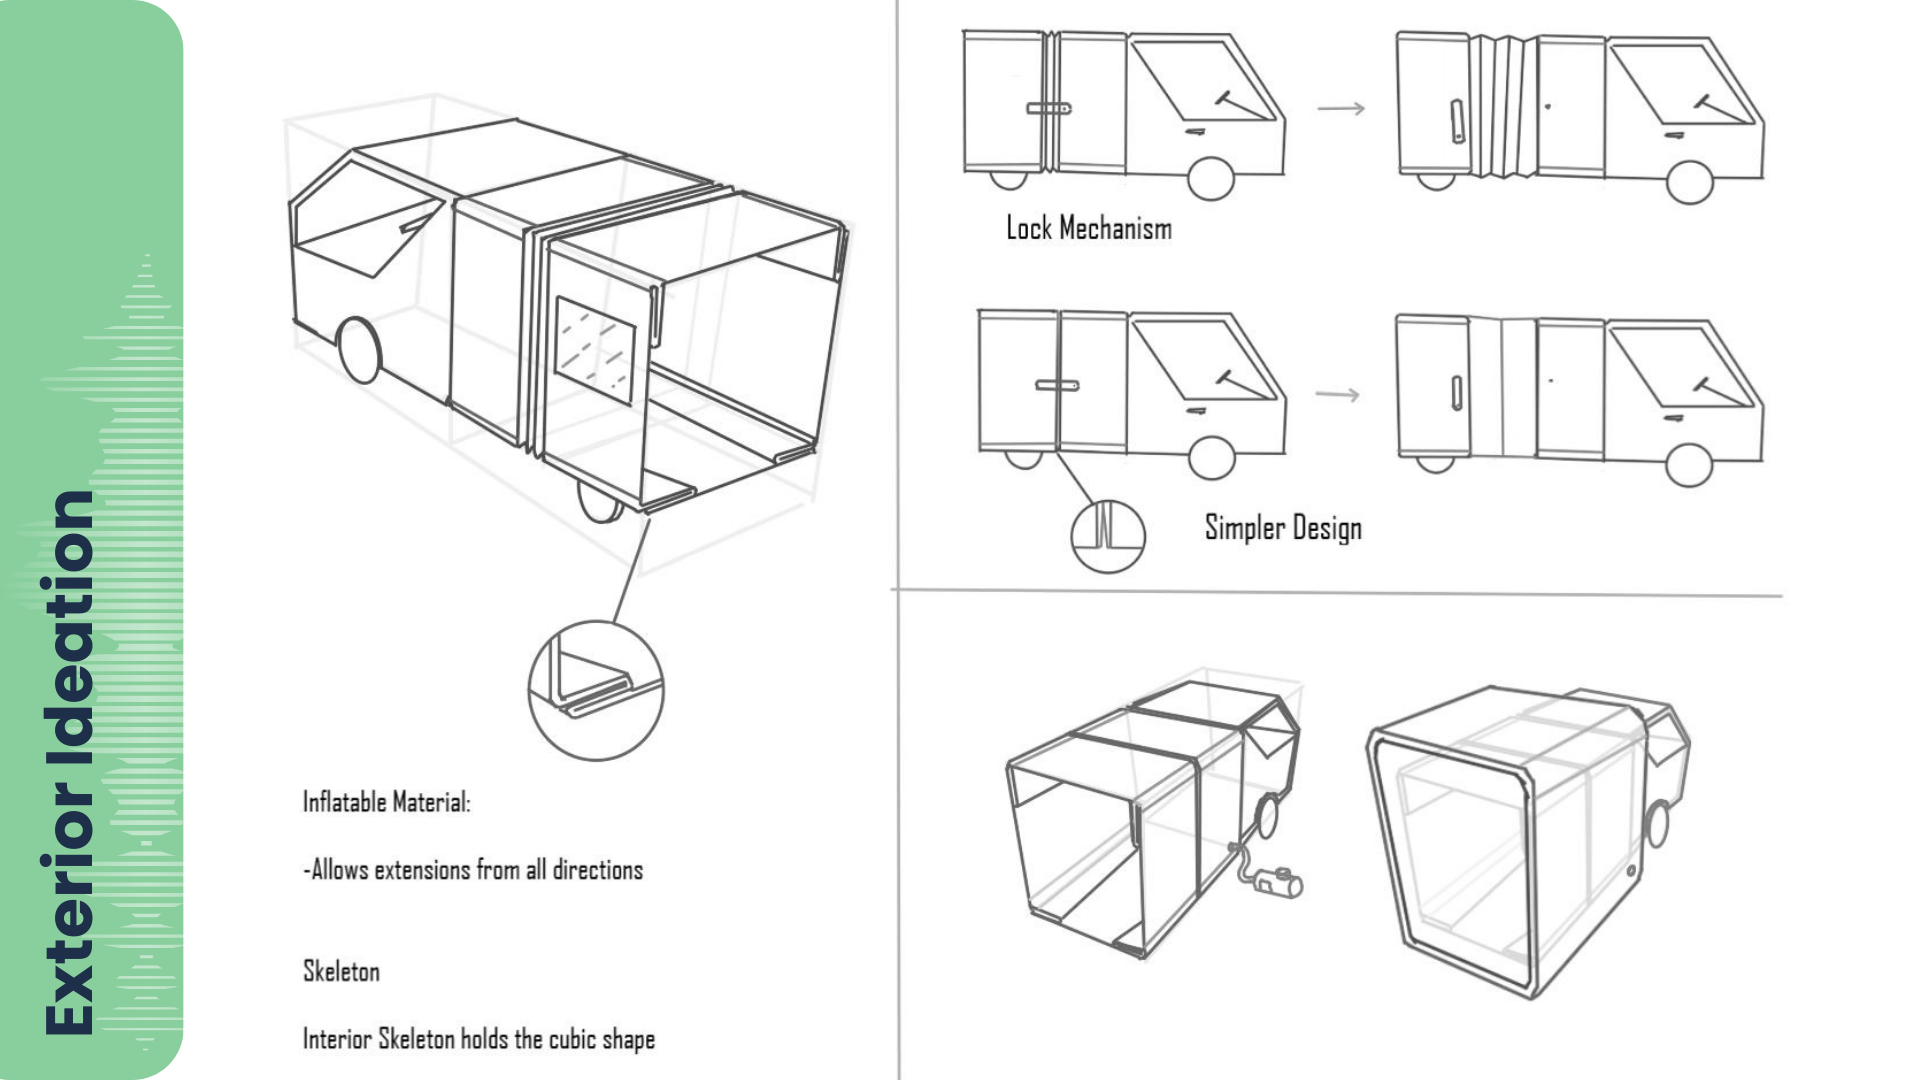 Exterior Ideation
Inflatable Material:
-Allows extensions from all directions
Skeleton
Interior Skeleton holds the cubic shape
Lock Mechanism
Simpler Design